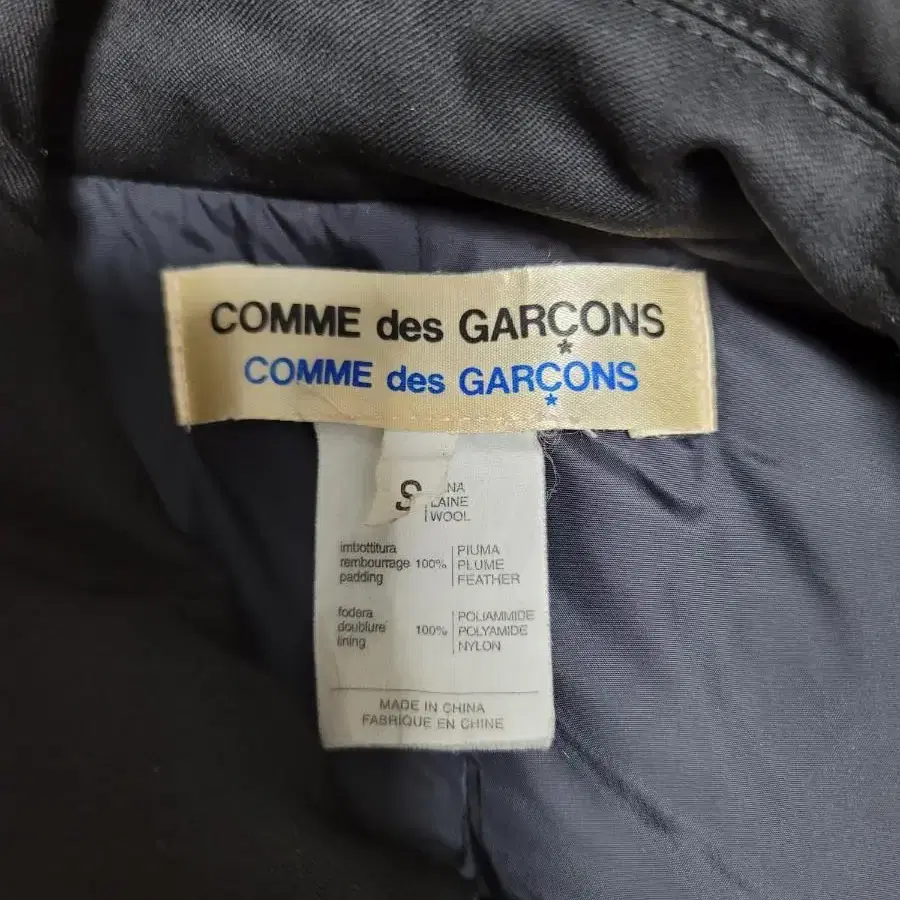 COMME des GARÇONS
COMME des GARÇONS
S
LAINE
WOOL
imbottitura
rembourrage 100%
padding
PIUMA
PLUME
FEATHER
fodera
doublure 100%
lining
POLIAMMIDE
POLYAMIDE
NYLON
MADE IN CHINA
FABRIQUE EN CHINE